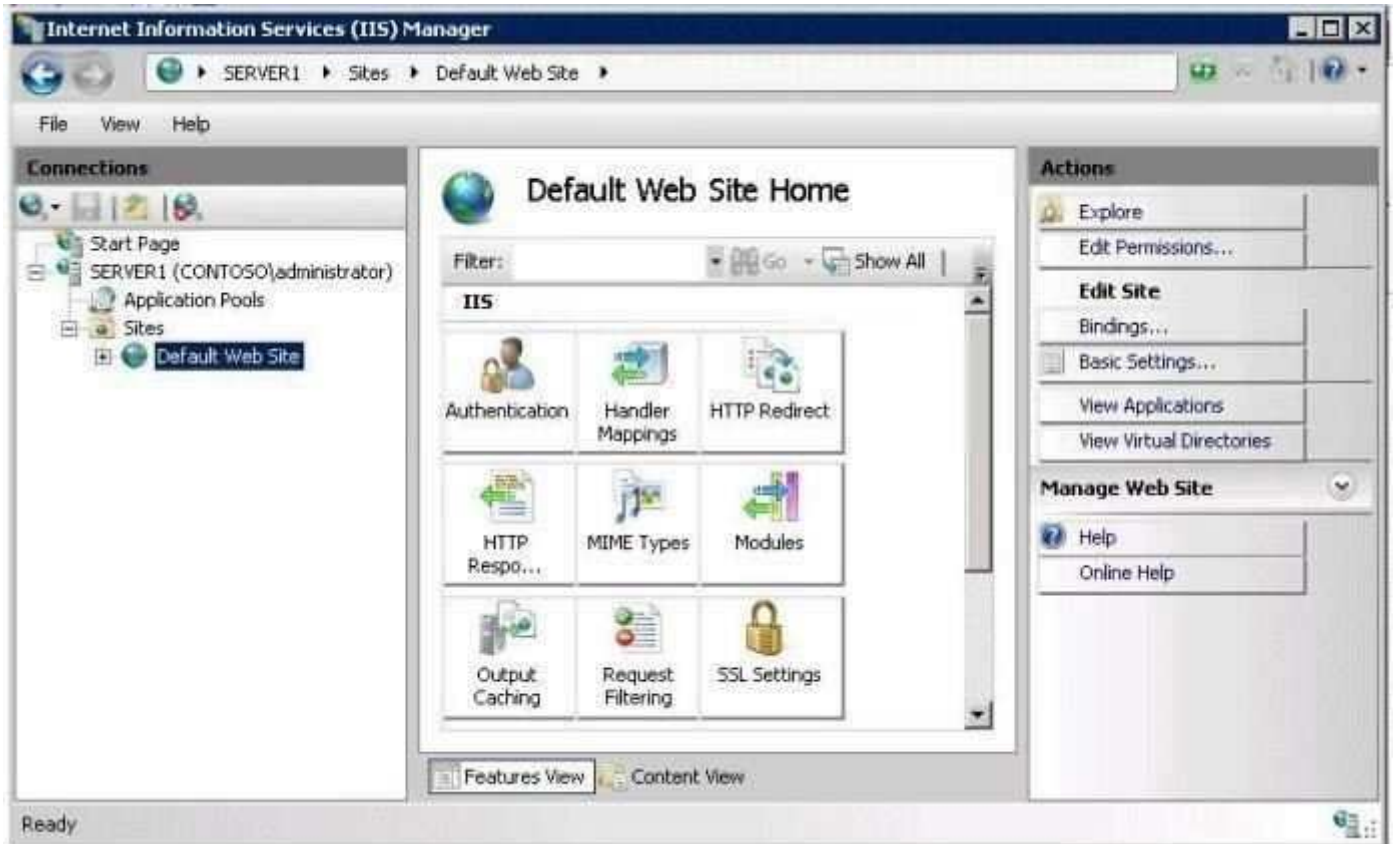 Internet Information Services (IIS) Manager
SERVER1 Sites Default Web Site
File View Help
Connections
Start Page
SERVER1 (CONTOSO\administrator)
Application Pools
Sites
Default Web Site
Default Web Site Home
Filter: Go Show All
IIS
Authentication
Handler Mappings
HTTP Redirect
HTTP Respo...
MIME Types
Modules
Output Caching
Request Filtering
SSL Settings
Features View Content View
Actions
Explore
Edit Permissions...
Edit Site
Bindings...
Basic Settings...
View Applications
View Virtual Directories
Manage Web Site
Help
Online Help
Ready